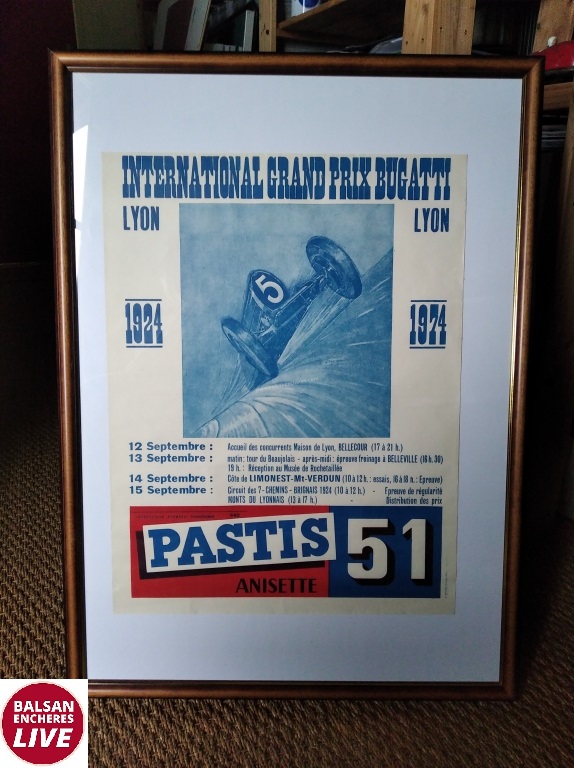 INTERNATIONAL GRAND PRIX BUGATTI
LYON LYON
5
1924 1974
12 Septembre : Accueil des concurrents Maison de Lyon, BELLECOUR (17 à 21 h.)
13 Septembre : matin: tour du Beaujolais - après-midi: épreuve freinage à BELLEVILLE (16 h. 30)
19 h.: Réception au Musée de Rochetaillée
14 Septembre : Côte de LIMONEST-Mt-VERDUN (10 à 12 h.: essais, 16 à 18 h.: Epreuve)
15 Septembre : Circuit des 7-CHEMINS - BRIGNAIS 1924 (10 à 12 h.) - Epreuve de régularité
MONTS DU LYONNAIS (13 à 17 h.) - Distribution des prix
PASTIS 51
ANISETTE
BALSAN
ENCHERES
LIVE